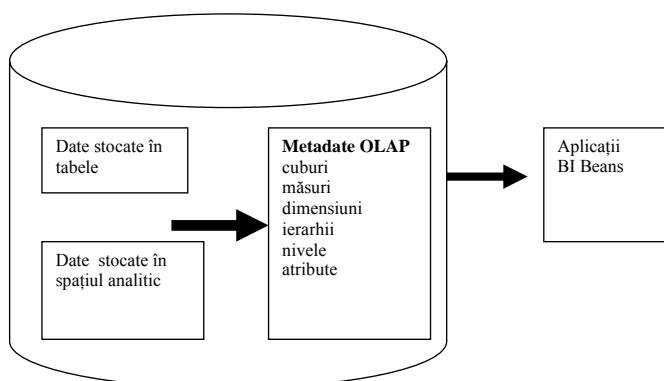 Date stocate în
tabele
Date stocate în
spațiul analitic
Metadate OLAP
cuburi
măsuri
dimensiuni
ierarhii
nivele
atribute
Aplicații
BI Beans